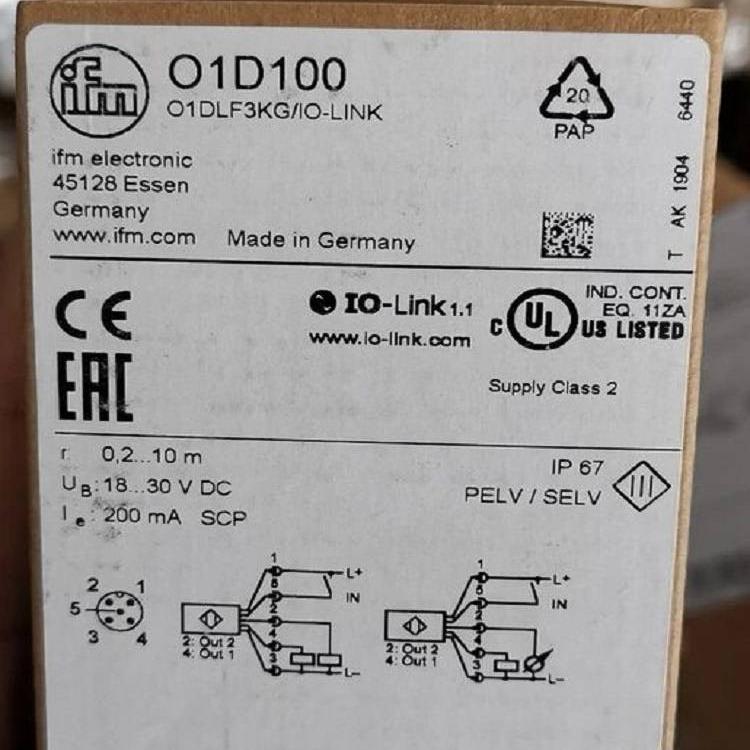 ifm
O1D100
O1DLF3KG/IO-LINK
20
PAP
T AK 1904 6440
ifm electronic
45128 Essen
Germany
www.ifm.com Made in Germany
CE
EAC
IO-Link 1.1
www.io-link.com
c UL US LISTED
IND. CONT.
EQ. 11ZA
Supply Class 2
r 0,2...10 m
UB: 18...30 V DC
Ie: 200 mA SCP
IP 67
PELV / SELV
III
2 1
5
3 4
1 L+
5 IN
2
4
3 L-
2: Out 2
4: Out 1
1 L+
5 IN
2
4
3 L-
2: Out 2
4: Out 1